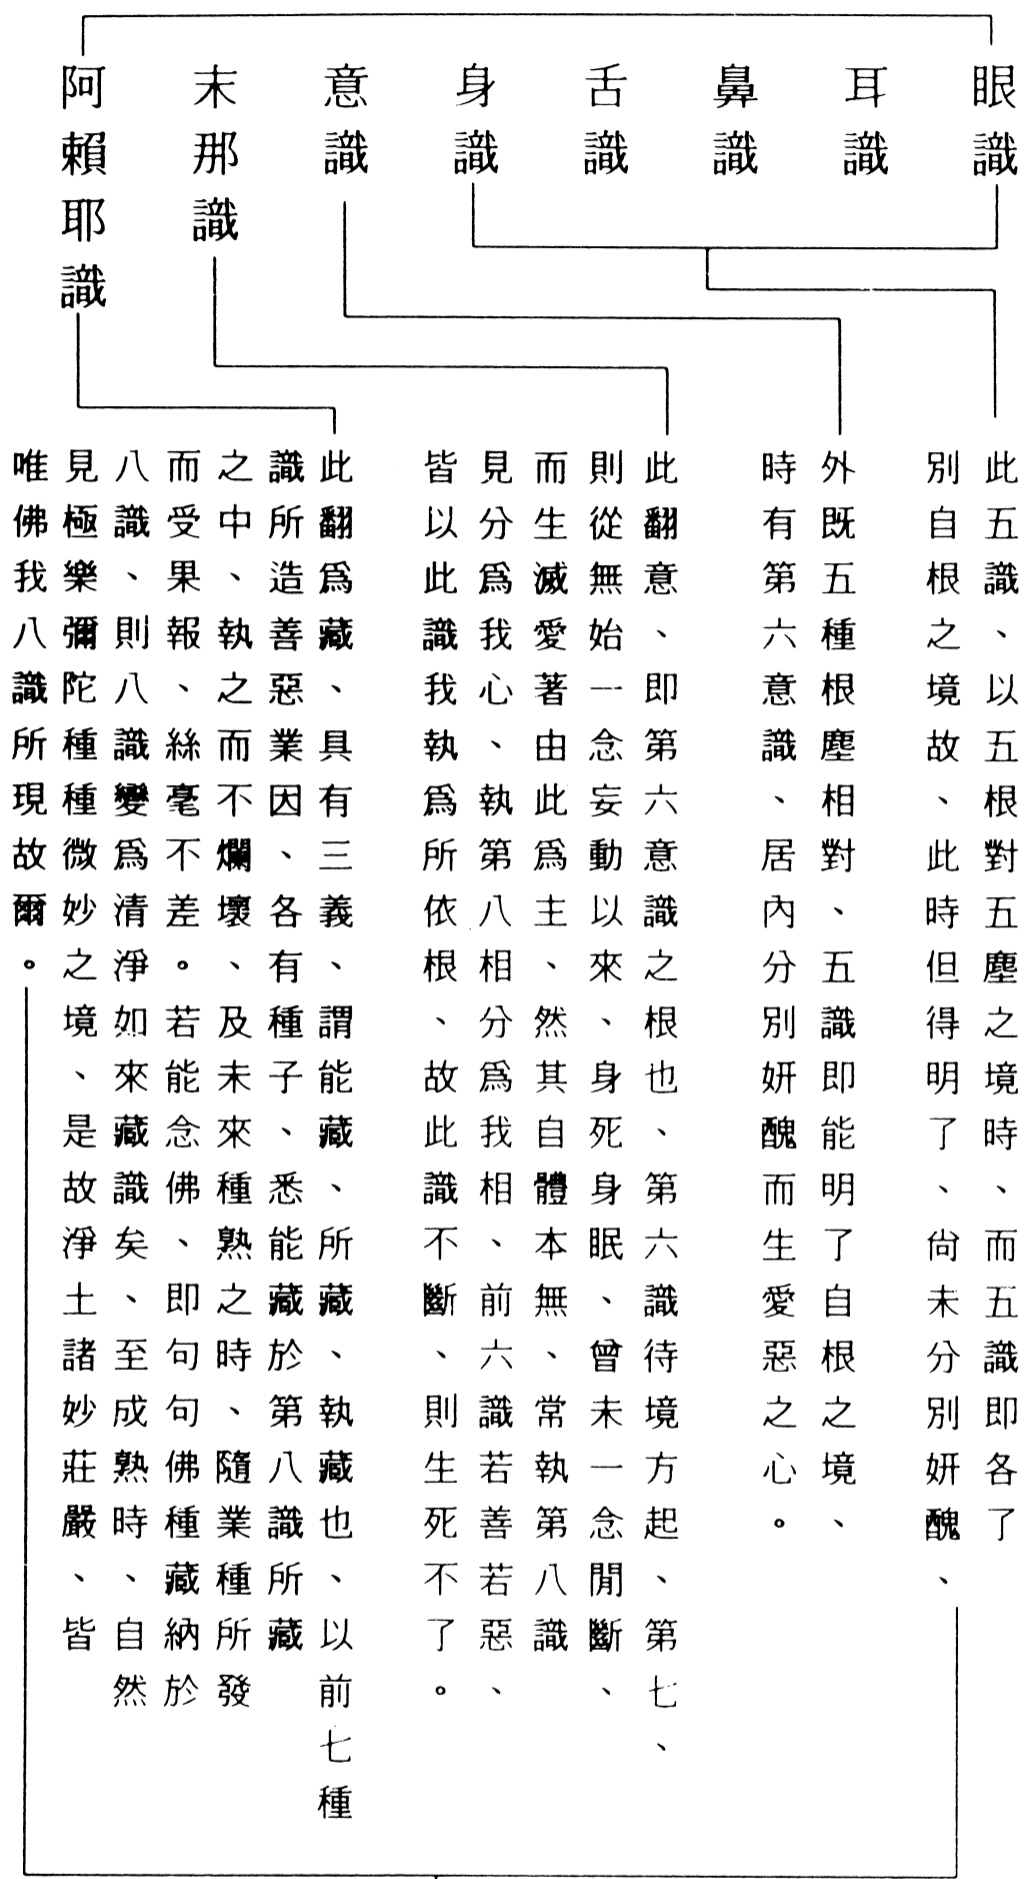 眼識
耳識
鼻識
舌識
身識
意識
末那識
阿賴耶識
此五識、以五根對五塵之境時、而五識即各了
別自根之境故、此時但得明了、尙未分別妍醜、
外既五種根塵相對、五識即能明了自根之境、
時有第六意識、居內分別妍醜而生愛惡之心。
此翻意、即第六意識之根也、第六識待境方起、第七、
則從無始一念妄動以來、身死身眠、曾未一念間斷、
而生滅愛著由此爲主、然其自體本無、常執第八識
見分爲我心、執第八相分爲我相、前六識若善若惡、
皆以此識我執爲所依根、故此識不斷、則生死不了。
此翻爲藏、具有三義、謂能藏、所藏、執藏也、以前七種
識所造善惡業因、各有種子、悉能藏於第八識所藏
之中、執之而不爛壞、及未來種熟之時、隨業種所發
而受果報、絲毫不差。若能念佛、即句句佛種藏納於
八識、則八識變爲清淨如來藏識矣、至成熟時、自然
見極樂彌陀種種微妙之境、是故淨土諸妙莊嚴、皆
唯佛我八識所現故爾。